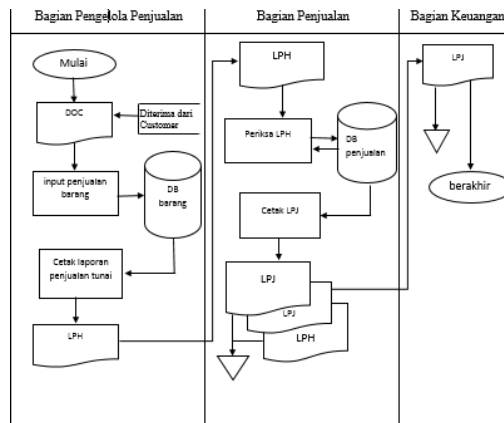 Bagian Pengelola Penjualan
Mulai
DOC
Diterima dari
Customer
input penjualan
barang
DB
barang
Cetak laporan
penjualan tunai
LPH
Bagian Penjualan
LPH
Periksa LPH
DB
penjualan
Cetak LPJ
LPJ
LPJ
LPH
Bagian Keuangan
LPJ
berakhir